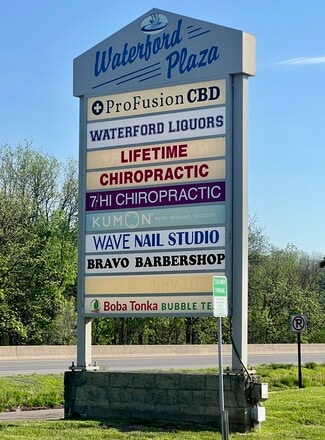 Waterford
Plaza
ProFusion CBD
WATERFORD LIQUORS
LIFETIME
CHIROPRACTIC
7HI CHIROPRACTIC
KUMON
WAVE NAIL STUDIO
BRAVO BARBERSHOP
Boba Tonka BUBBLE TE
R